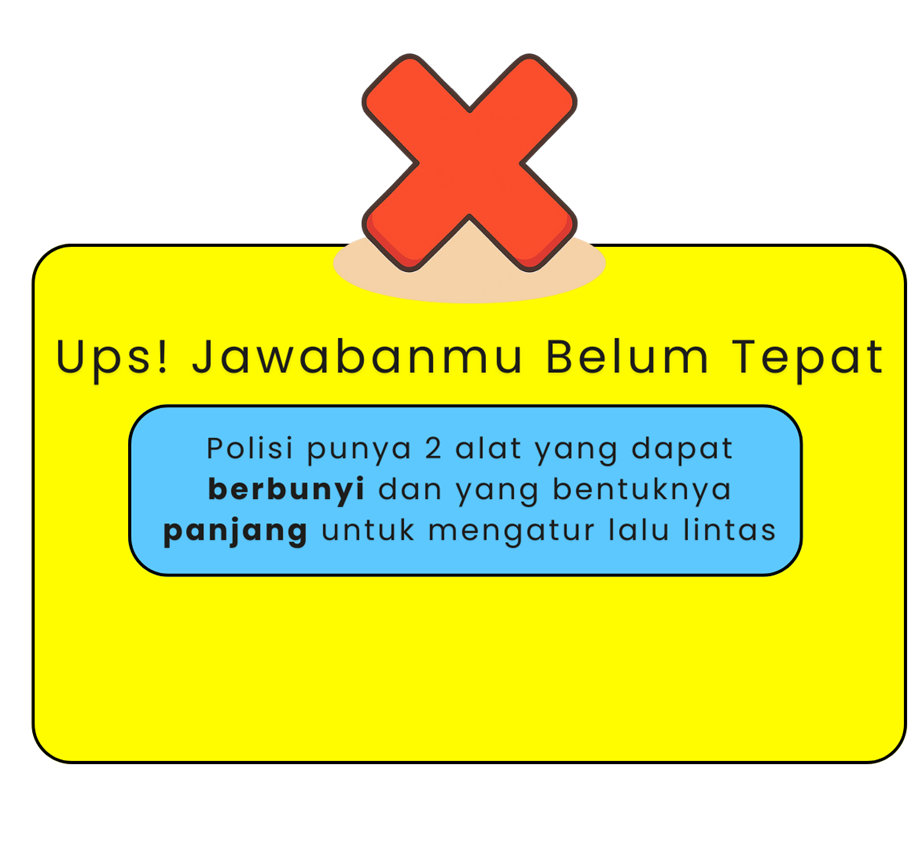 Ups! Jawabanmu Belum Tepat
Polisi punya 2 alat yang dapat
berbunyi dan yang bentuknya
panjang untuk mengatur lalu lintas